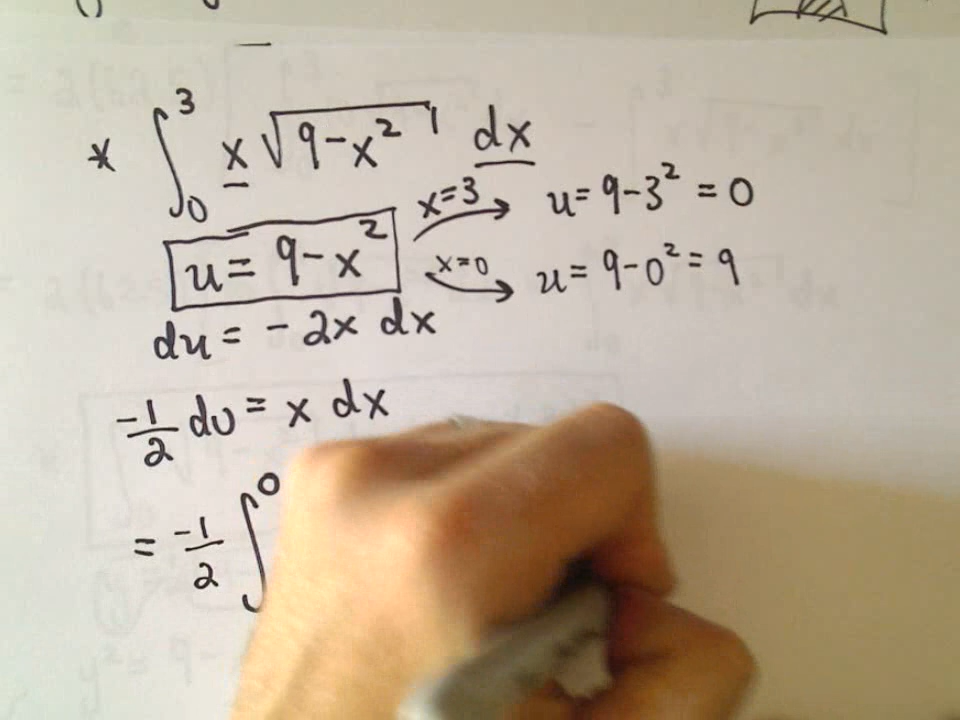 * ∫₀³ x √(9-x²) dx
x=3 → u = 9-3² = 0
u = 9-x²
x=0 → u = 9-0² = 9
du = -2x dx
-1/2 du = x dx
= -1/2 ∫⁰